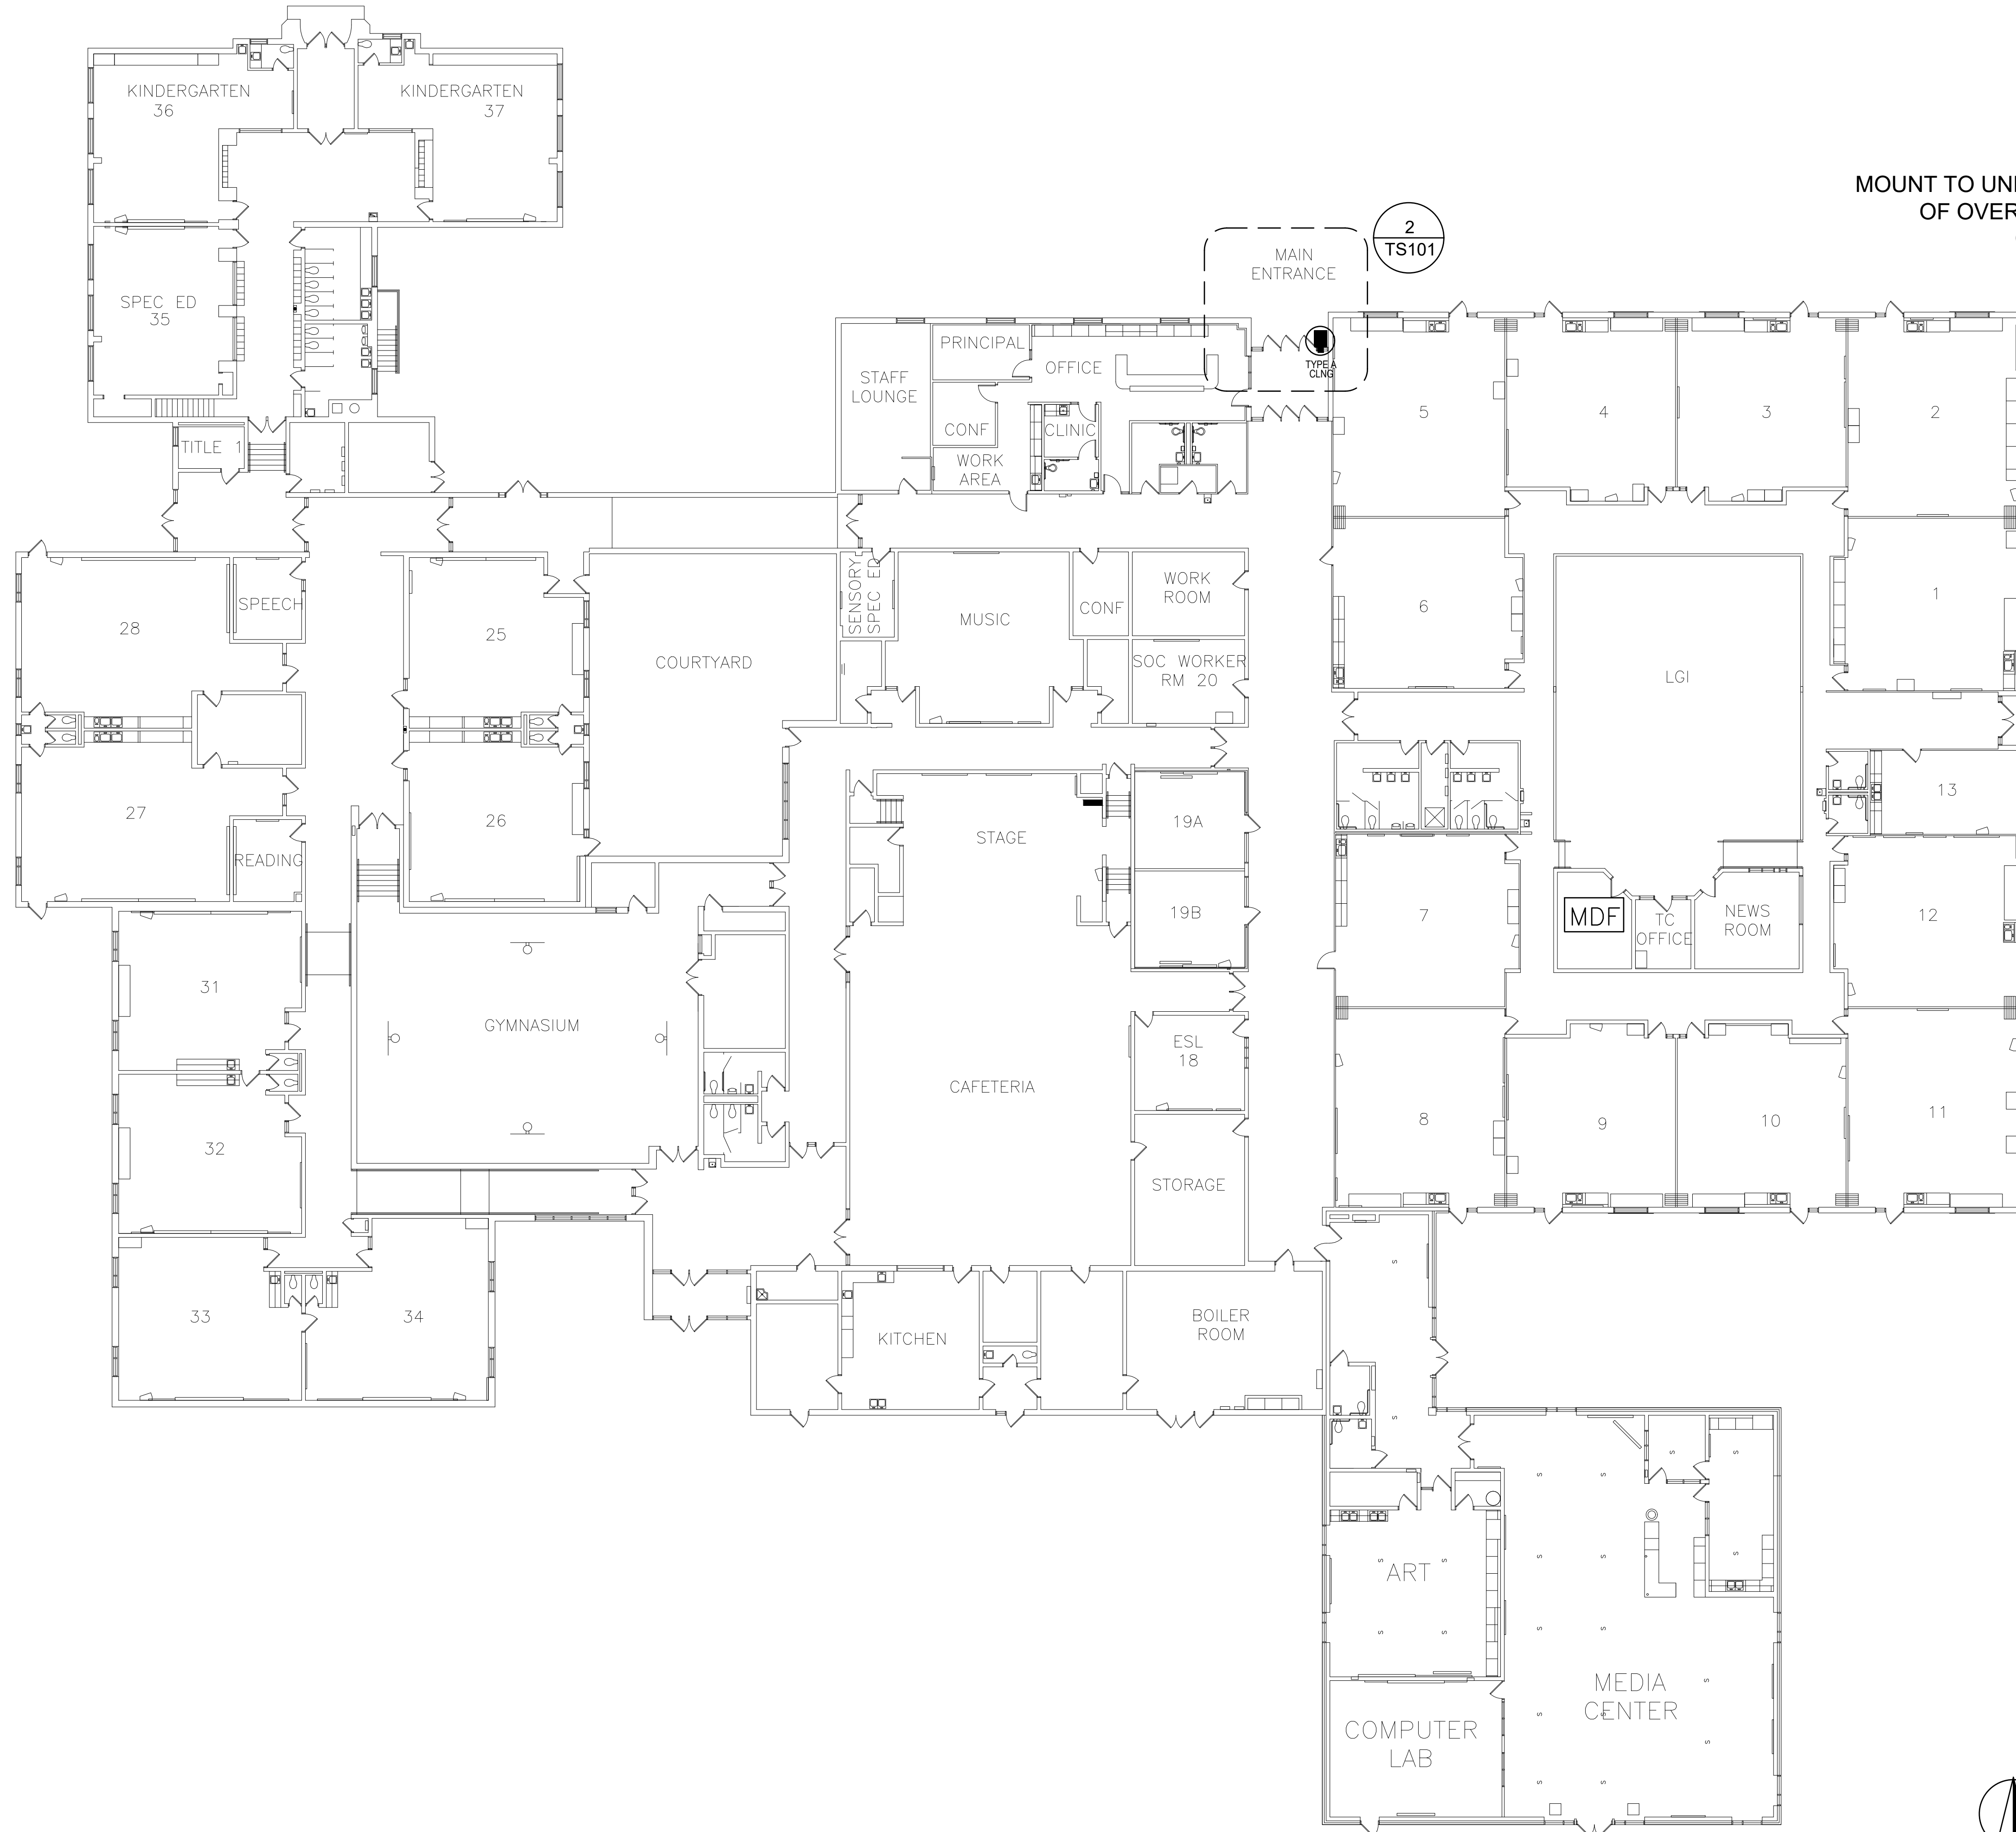 KINDERGARTEN
36
KINDERGARTEN
37
MOUNT TO
OF
2
TS101
MAIN
ENTRANCE
SPEC ED
35
PRINCIPAL
OFFICE
TYPE A
CLNG
STAFF
LOUNGE
CONF
CLINIC
WORK
AREA
5
4
3
2
TITLE 1
SPEECH
28
25
COURTYARD
SENSORY
SPEC ED
MUSIC
CONF
WORK
ROOM
SOC WORKER
RM 20
6
LGI
1
27
26
READING
STAGE
19A
19B
13
7
MDF
TC
OFFICE
NEWS
ROOM
12
31
GYMNASIUM
ESL
18
CAFETERIA
8
9
10
11
32
STORAGE
33
34
KITCHEN
BOILER
ROOM
S
S
S
S
S
S
S
S
S
S
S
S
S
ART
S
S
S
S
S
MEDIA
CENTER
S
S
S
S
S
COMPUTER
LAB